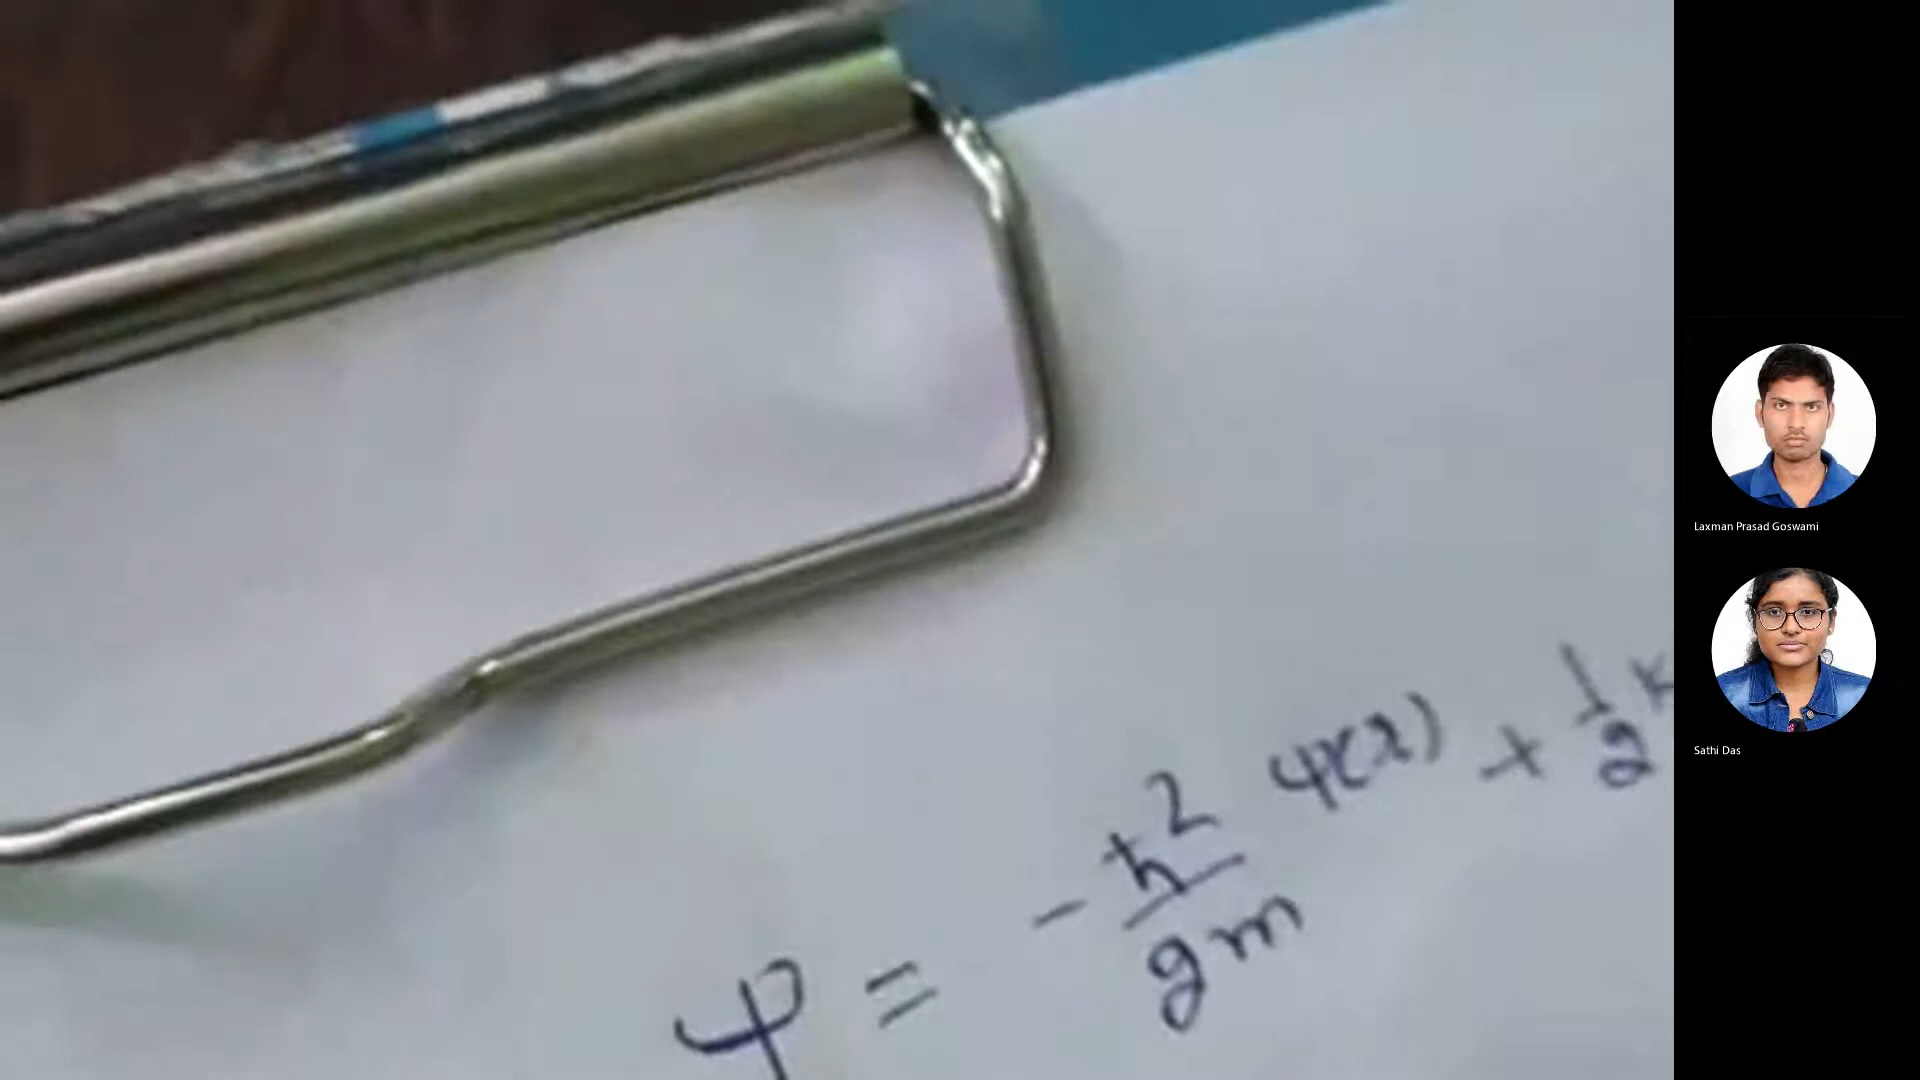 ψ = - ħ² / 2m ψ(x) + 1/2 k
Laxman Prasad Goswami
Sathi Das